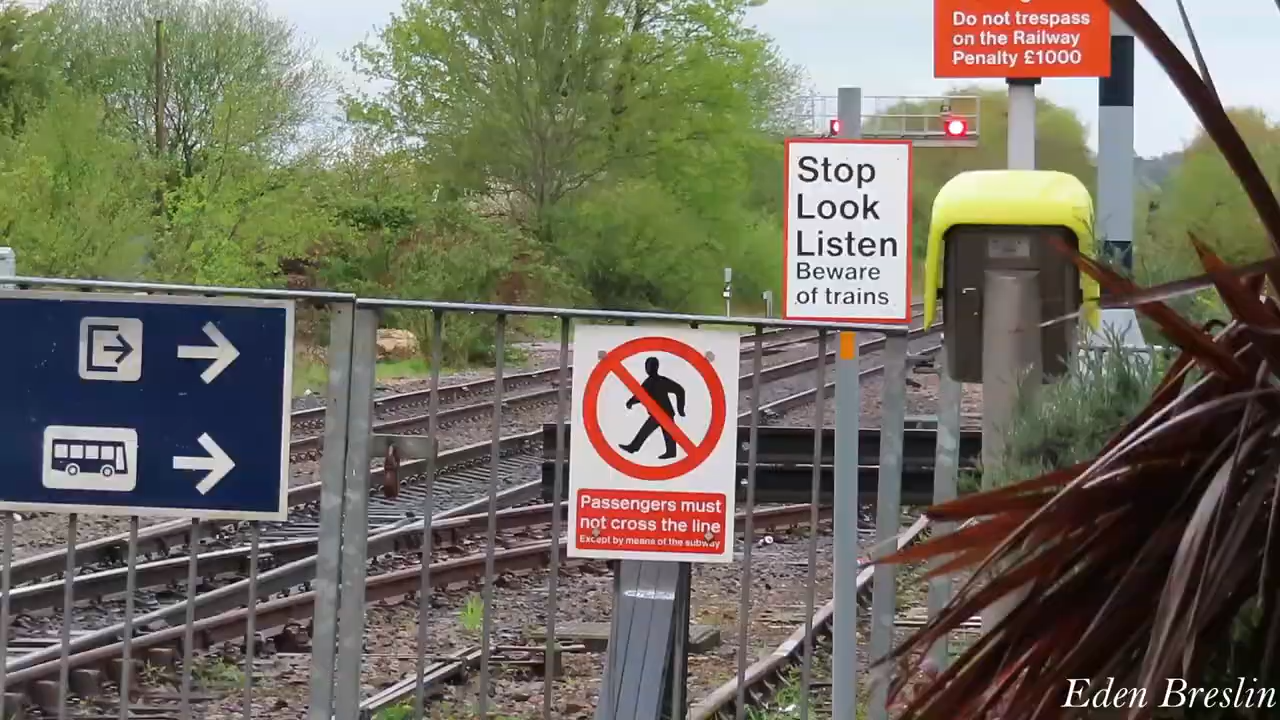 Do not trespass
on the Railway
Penalty £1000
Stop
Look
Listen
Beware
of trains
Passengers must
not cross the line
Except by means of the subway
Eden Breslin